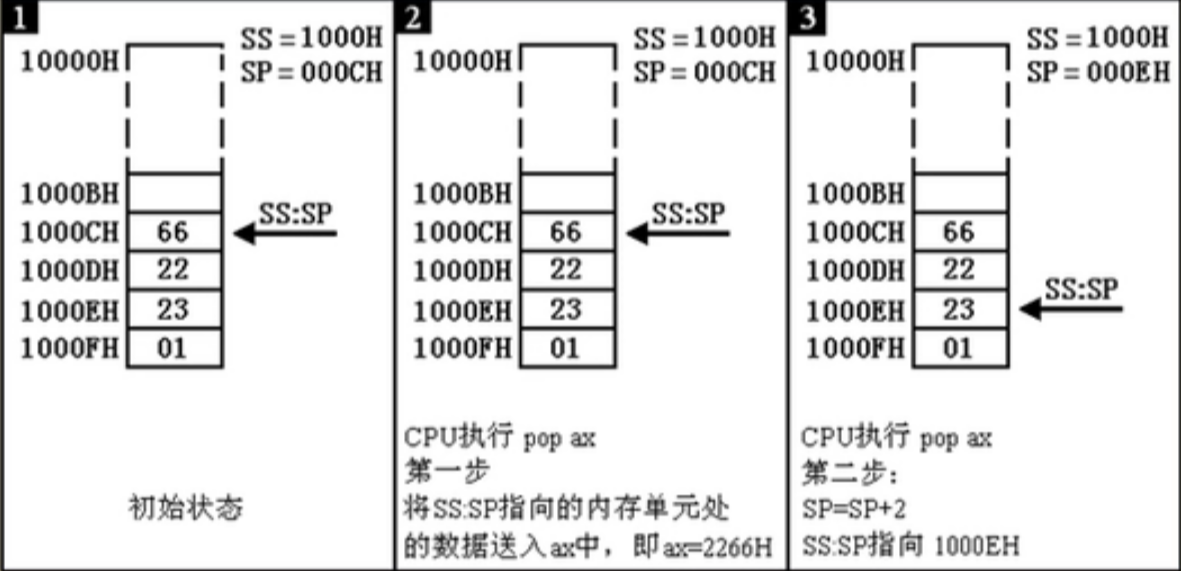 1
SS=1000H
SP=000CH
10000H
1000BH
SS:SP
1000CH 66
1000DH 22
1000EH 23
1000FH 01
初始状态
2
SS=1000H
SP=000CH
10000H
1000BH
SS:SP
1000CH 66
1000DH 22
1000EH 23
1000FH 01
CPU执行 pop ax
第一步
将SS:SP指向的内存单元处
的数据送入ax中，即ax=2266H
3
SS=1000H
SP=000EH
10000H
1000BH
1000CH 66
1000DH 22
SS:SP
1000EH 23
1000FH 01
CPU执行 pop ax
第二步：
SP=SP+2
SS:SP指向 1000EH